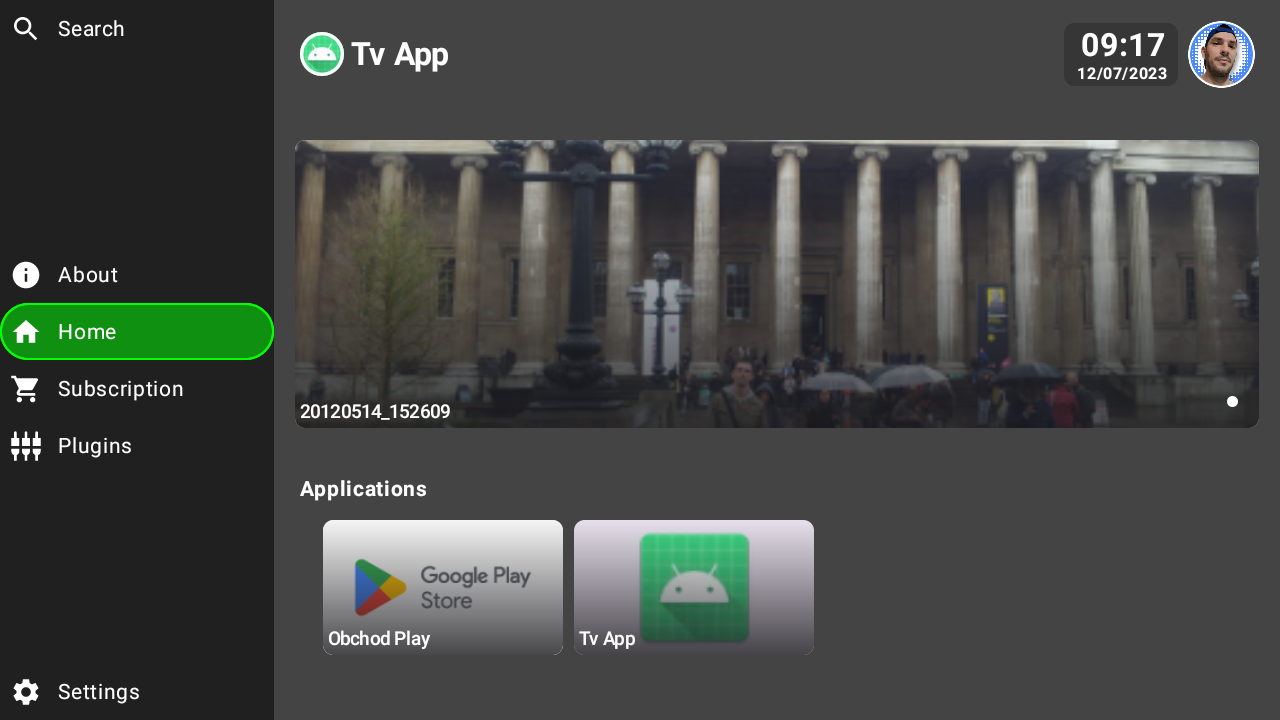 Search
About
Home
Subscription
Plugins
Settings
Tv App
09:17
12/07/2023
20120514_152609
Applications
Google Play
Store
Obchod Play
Tv App